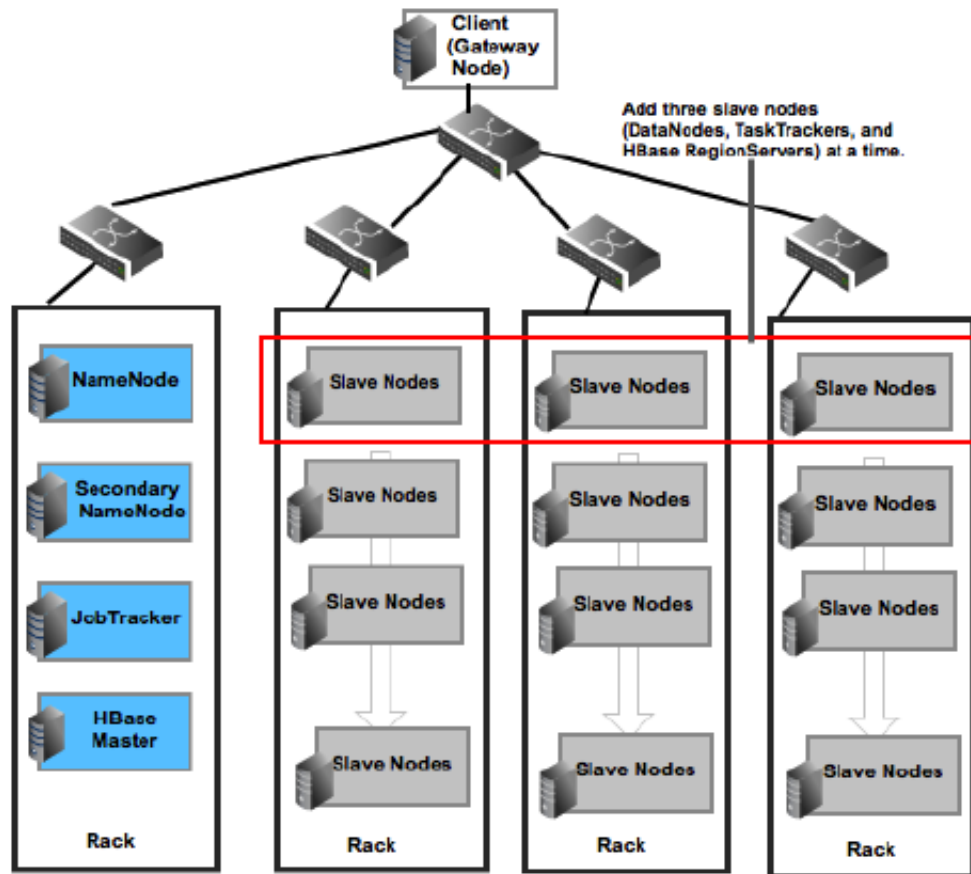 Client
(Gateway
Node)
Add three slave nodes
(DataNodes, TaskTrackers, and
HBase RegionServers) at a time.
NameNode
Secondary
NameNode
JobTracker
HBase
Master
Rack
Slave Nodes
Slave Nodes
Slave Nodes
Slave Nodes
Rack
Slave Nodes
Slave Nodes
Slave Nodes
Slave Nodes
Rack
Slave Nodes
Slave Nodes
Slave Nodes
Slave Nodes
Rack